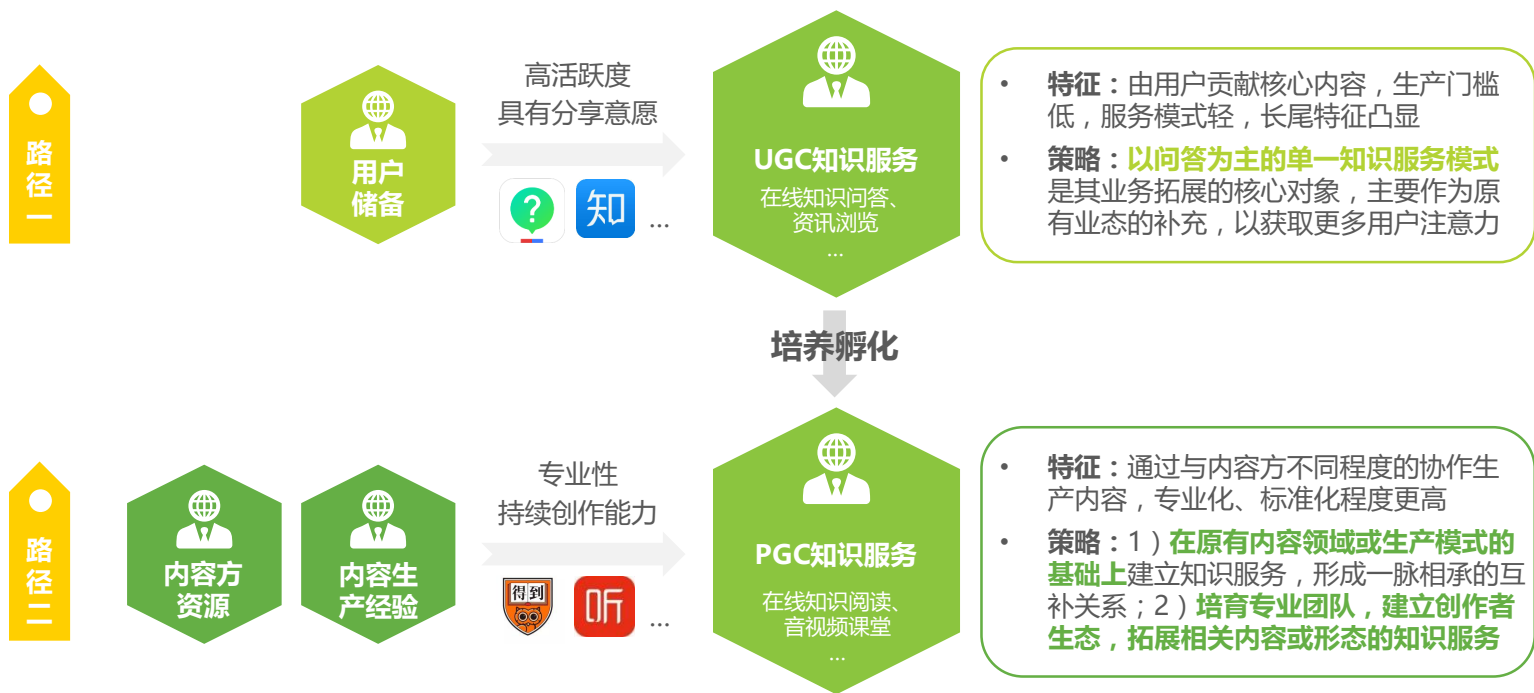 路径一
用户
储备
高活跃度
具有分享意愿
?
知
...
UGC知识服务
在线知识问答、
资讯浏览
...
• 特征：由用户贡献核心内容，生产门槛
低，服务模式轻，长尾特征凸显
• 策略：以问答为主的单一知识服务模式
是其业务拓展的核心对象，主要作为原
有业态的补充，以获取更多用户注意力
培养孵化
路径二
内容方
资源
内容生
产经验
专业性
持续创作能力
得到
听
...
PGC知识服务
在线知识阅读、
音视频课堂
...
• 特征：通过与内容方不同程度的协作生
产内容，专业化、标准化程度更高
• 策略：1）在原有内容领域或生产模式的
基础上建立知识服务，形成一脉相承的互
补关系；2）培育专业团队，建立创作者
生态，拓展相关内容或形态的知识服务